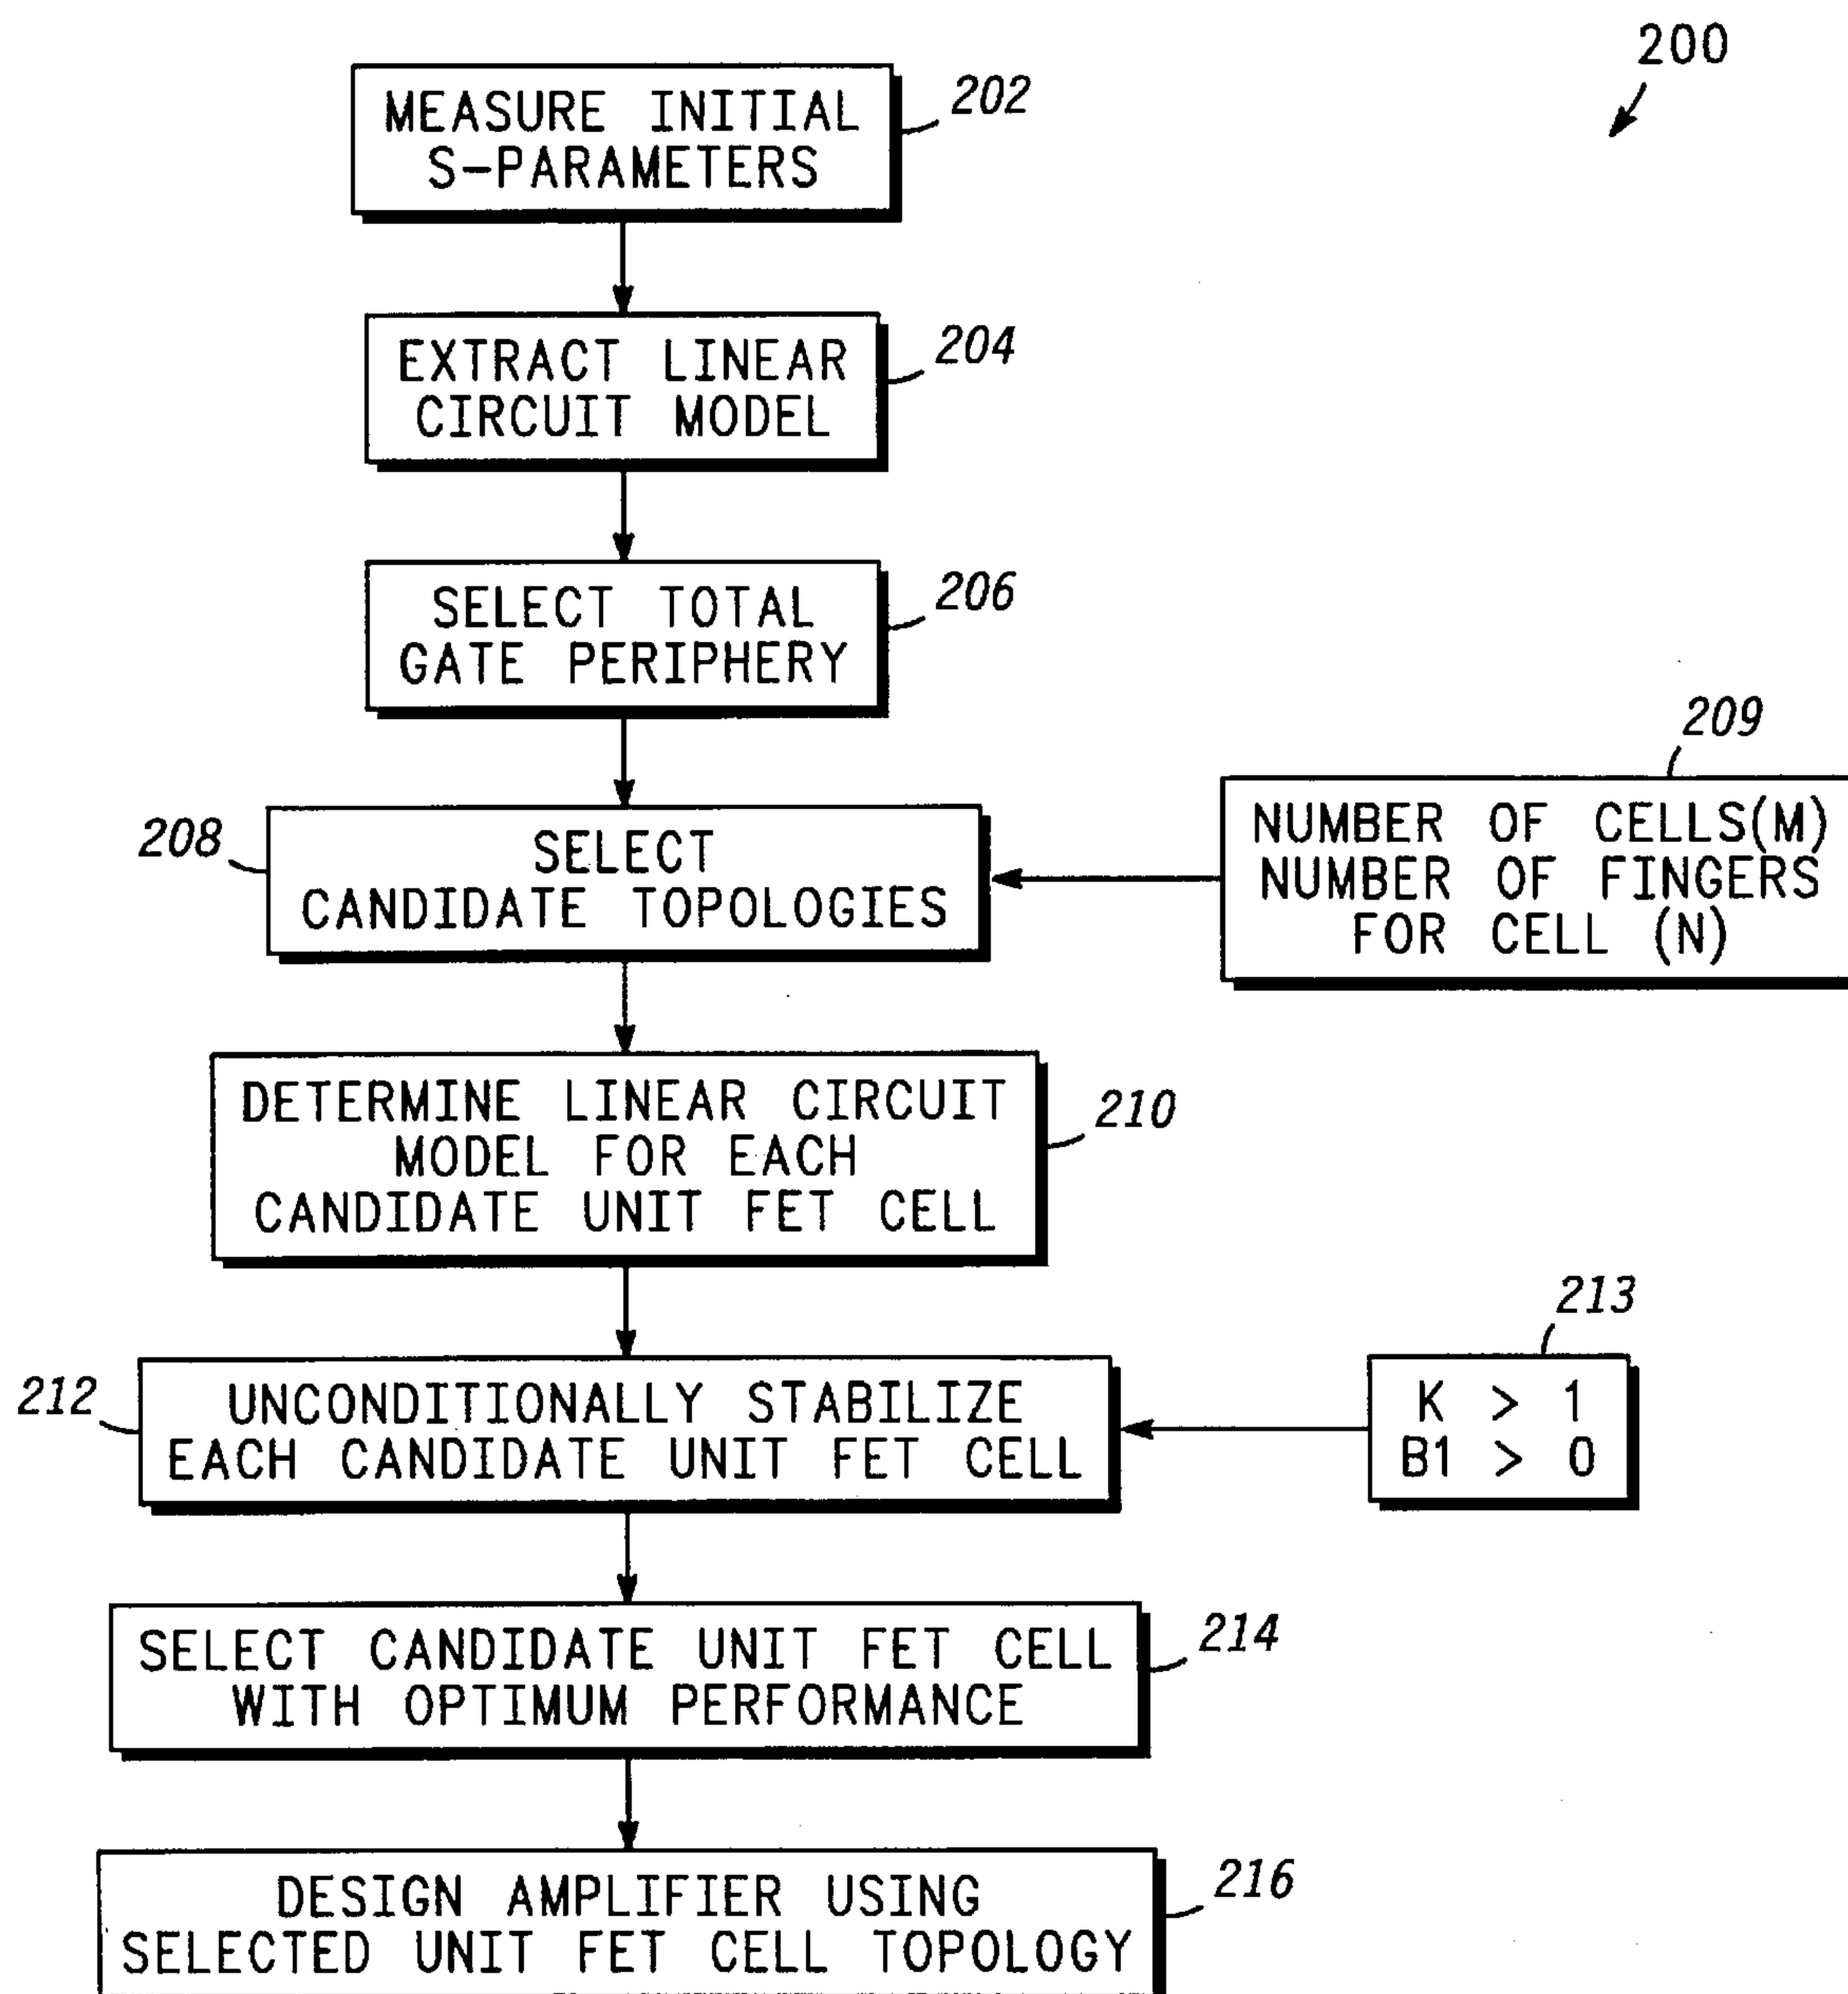 200
MEASURE INITIAL
S-PARAMETERS
202
EXTRACT LINEAR
CIRCUIT MODEL
204
SELECT TOTAL
GATE PERIPHERY
206
208
SELECT
CANDIDATE TOPOLOGIES
209
NUMBER OF CELLS(M)
NUMBER OF FINGERS
FOR CELL (N)
DETERMINE LINEAR CIRCUIT
MODEL FOR EACH
CANDIDATE UNIT FET CELL
210
212
UNCONDITIONALLY STABILIZE
EACH CANDIDATE UNIT FET CELL
213
K > 1
B1 > 0
SELECT CANDIDATE UNIT FET CELL
WITH OPTIMUM PERFORMANCE
214
DESIGN AMPLIFIER USING
SELECTED UNIT FET CELL TOPOLOGY
216